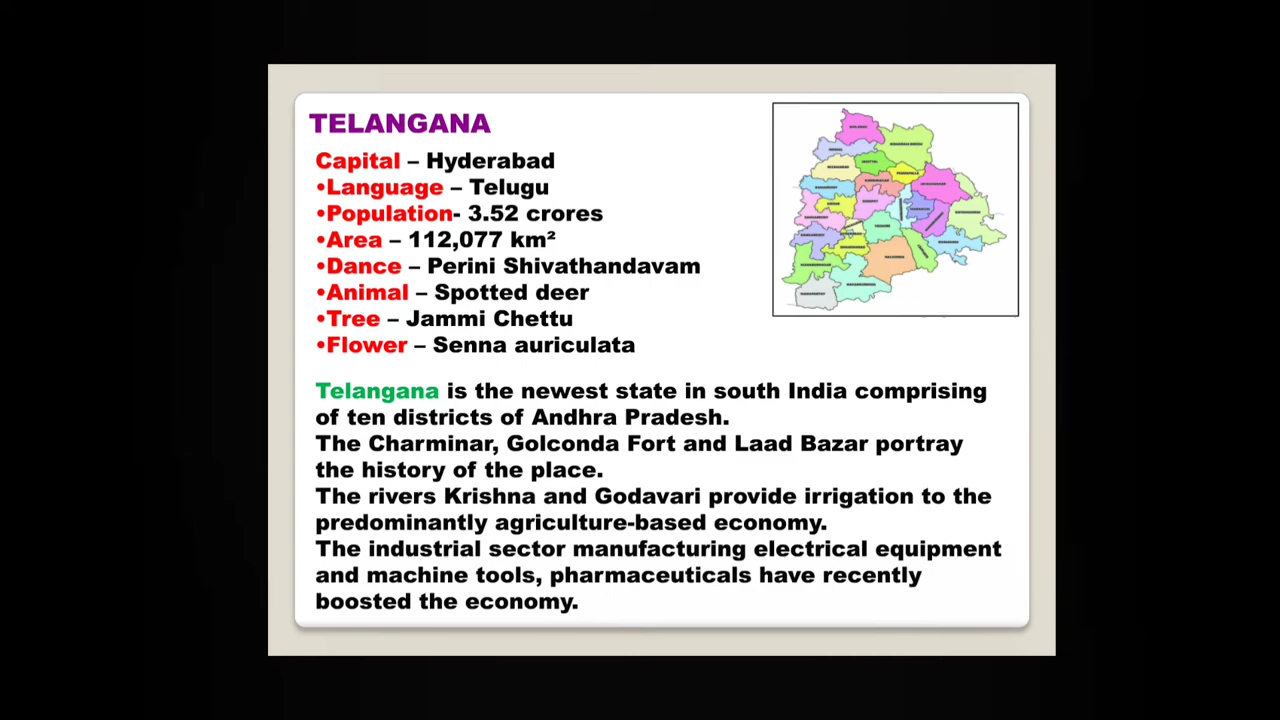 TELANGANA
Capital – Hyderabad
•Language – Telugu
•Population- 3.52 crores
•Area – 112,077 km²
•Dance – Perini Shivathandavam
•Animal – Spotted deer
•Tree – Jammi Chettu
•Flower – Senna auriculata
Telangana is the newest state in south India comprising
of ten districts of Andhra Pradesh.
The Charminar, Golconda Fort and Laad Bazar portray
the history of the place.
The rivers Krishna and Godavari provide irrigation to the
predominantly agriculture-based economy.
The industrial sector manufacturing electrical equipment
and machine tools, pharmaceuticals have recently
boosted the economy.